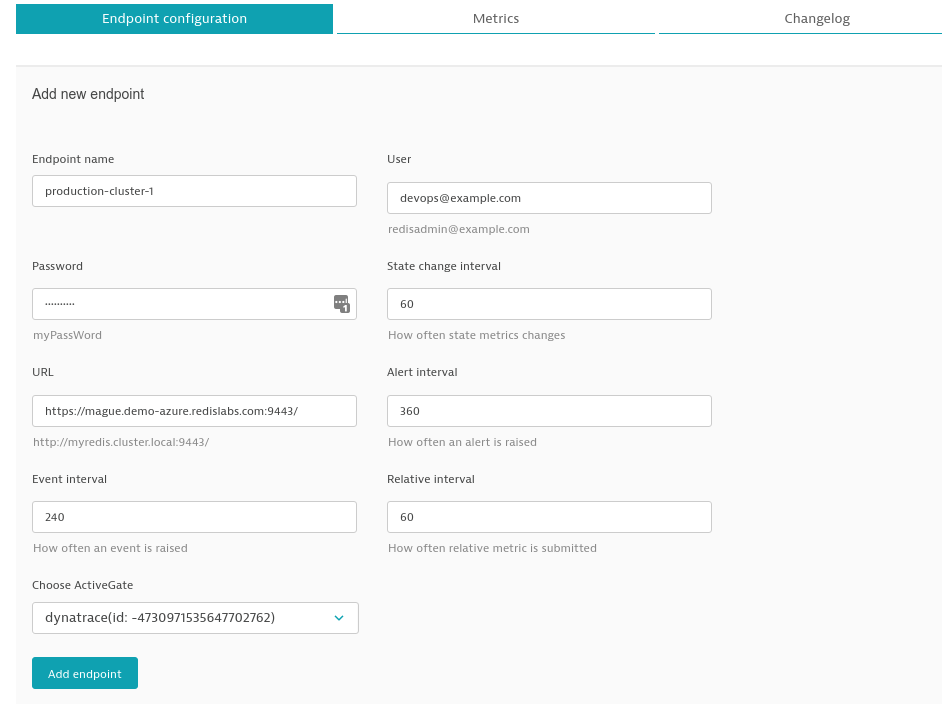 Endpoint configuration
Metrics
Changelog
Add new endpoint
Endpoint name
User
production-cluster-1
devops@example.com
redisadmin@example.com
Password
State change interval
••••••••••
60
myPassWord
How often state metrics changes
URL
Alert interval
https://mague.demo-azure.redislabs.com:9443/
360
http://myredis.cluster.local:9443/
How often an alert is raised
Event interval
Relative interval
240
60
How often an event is raised
How often relative metric is submitted
Choose ActiveGate
dynatrace(id: -4730971535647702762)
Add endpoint